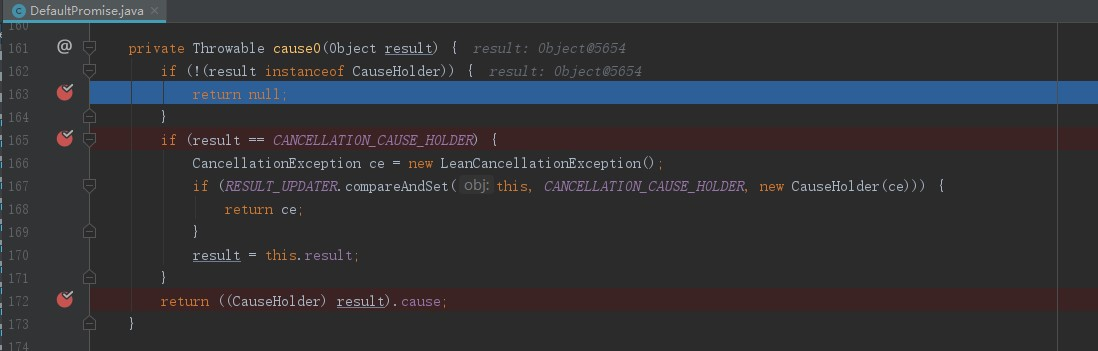 DefaultPromise.java ×
160
161 @ private Throwable cause0(Object result) { result: Object@5654
162 if (!(result instanceof CauseHolder)) { result: Object@5654
163 return null;
164 }
165 if (result == CANCELLATION_CAUSE_HOLDER) {
166 CancellationException ce = new LeanCancellationException();
167 if (RESULT_UPDATER.compareAndSet( obj: this, CANCELLATION_CAUSE_HOLDER, new CauseHolder(ce))) {
168 return ce;
169 }
170 result = this.result;
171 }
172 return ((CauseHolder) result).cause;
173 }
174